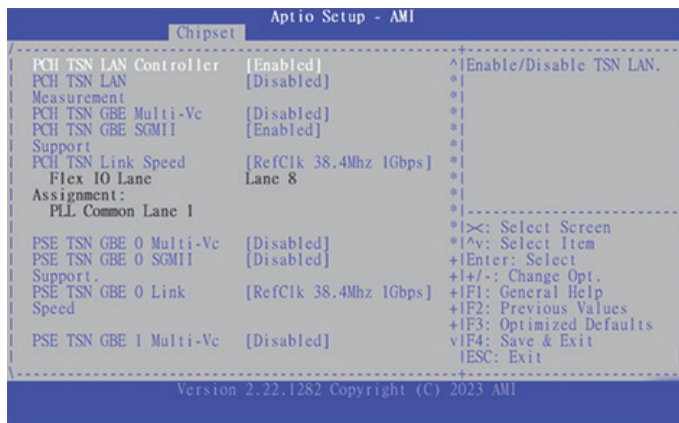 Aptio Setup - AMI
Chipset
PCH TSN LAN Controller [Enabled] ^|Enable/Disable TSN LAN.
PCH TSN LAN [Disabled] *|
Measurement *|
PCH TSN GBE Multi-Vc [Disabled] *|
PCH TSN GBE SGMII [Enabled] *|
Support *|
PCH TSN Link Speed [RefClk 38.4Mhz 1Gbps] *|
Flex IO Lane Lane 8 *|
Assignment: *|
PLL Common Lane 1 *|
*|><: Select Screen
PSE TSN GBE 0 Multi-Vc [Disabled] *|^v: Select Item
PSE TSN GBE 0 SGMII [Disabled] +|Enter: Select
Support. +|+/-: Change Opt.
PSE TSN GBE 0 Link [RefClk 38.4Mhz 1Gbps] +|F1: General Help
Speed +|F2: Previous Values
+|F3: Optimized Defaults
PSE TSN GBE 1 Multi-Vc [Disabled] v|F4: Save & Exit
|ESC: Exit
Version 2.22.1282 Copyright (C) 2023 AMI